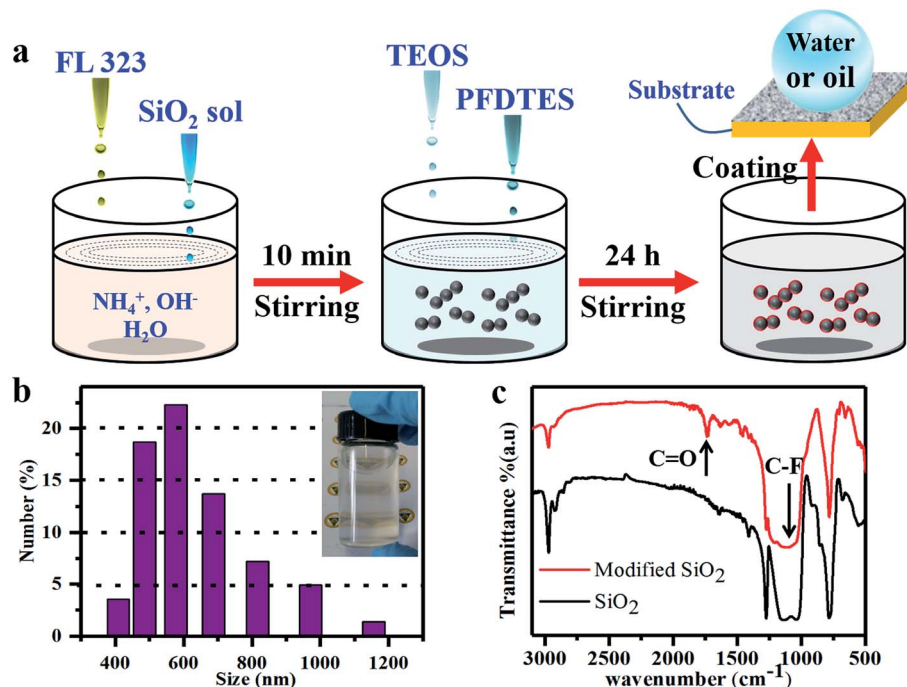 a
FL 323
SiO₂ sol
TEOS
PFDTES
Water
or oil
Substrate
Coating
10 min
Stirring
24 h
Stirring
NH₄⁺, OH⁻
H₂O
b
Number (%)
20
15
10
5
0
400 600 800 1000 1200
Size (nm)
c
Transmittance %(a.u)
C=O
C-F
Modified SiO₂
SiO₂
3000 2500 2000 1500 1000 500
wavenumber (cm⁻¹)